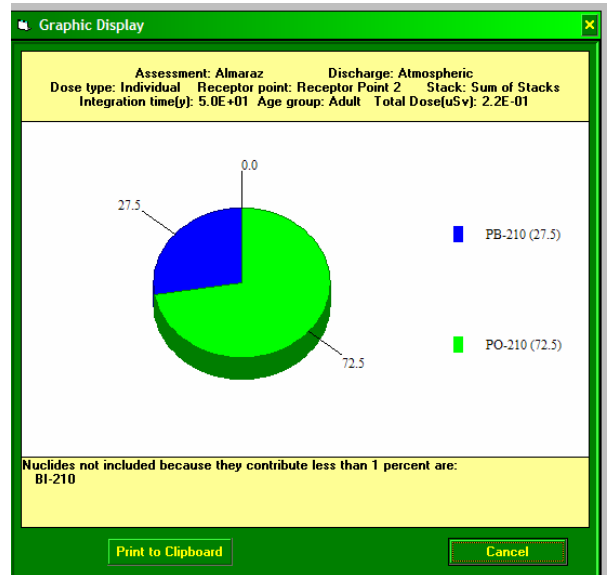 Graphic Display
Assessment: Almaraz Discharge: Atmospheric
Dose type: Individual Receptor point: Receptor Point 2 Stack: Sum of Stacks
Integration time(y): 5.0E+01 Age group: Adult Total Dose(uSv): 2.2E-01
0.0
27.5
PB-210 (27.5)
PO-210 (72.5)
72.5
Nuclides not included because they contribute less than 1 percent are:
BI-210
Print to Clipboard Cancel